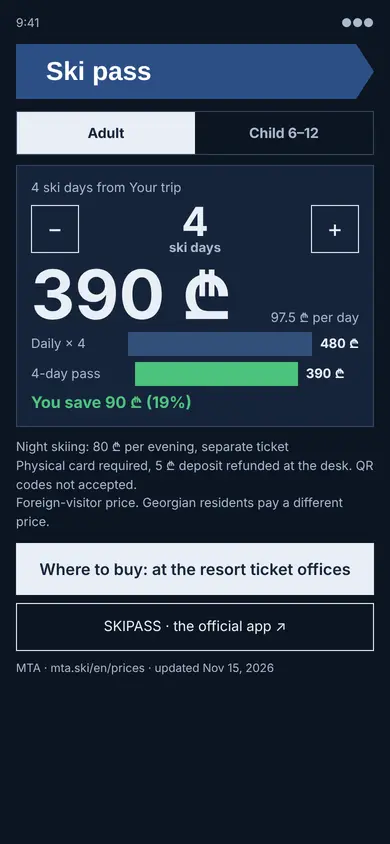 9:41
Ski pass
Adult
Child 6–12
4 ski days from Your trip
−
4
+
ski days
390 ₾
97.5 ₾ per day
Daily × 4
480 ₾
4-day pass
390 ₾
You save 90 ₾ (19%)
Night skiing: 80 ₾ per evening, separate ticket
Physical card required, 5 ₾ deposit refunded at the desk. QR
codes not accepted.
Foreign-visitor price. Georgian residents pay a different
price.
Where to buy: at the resort ticket offices
SKIPASS · the official app ↗
MTA · mta.ski/en/prices · updated Nov 15, 2026